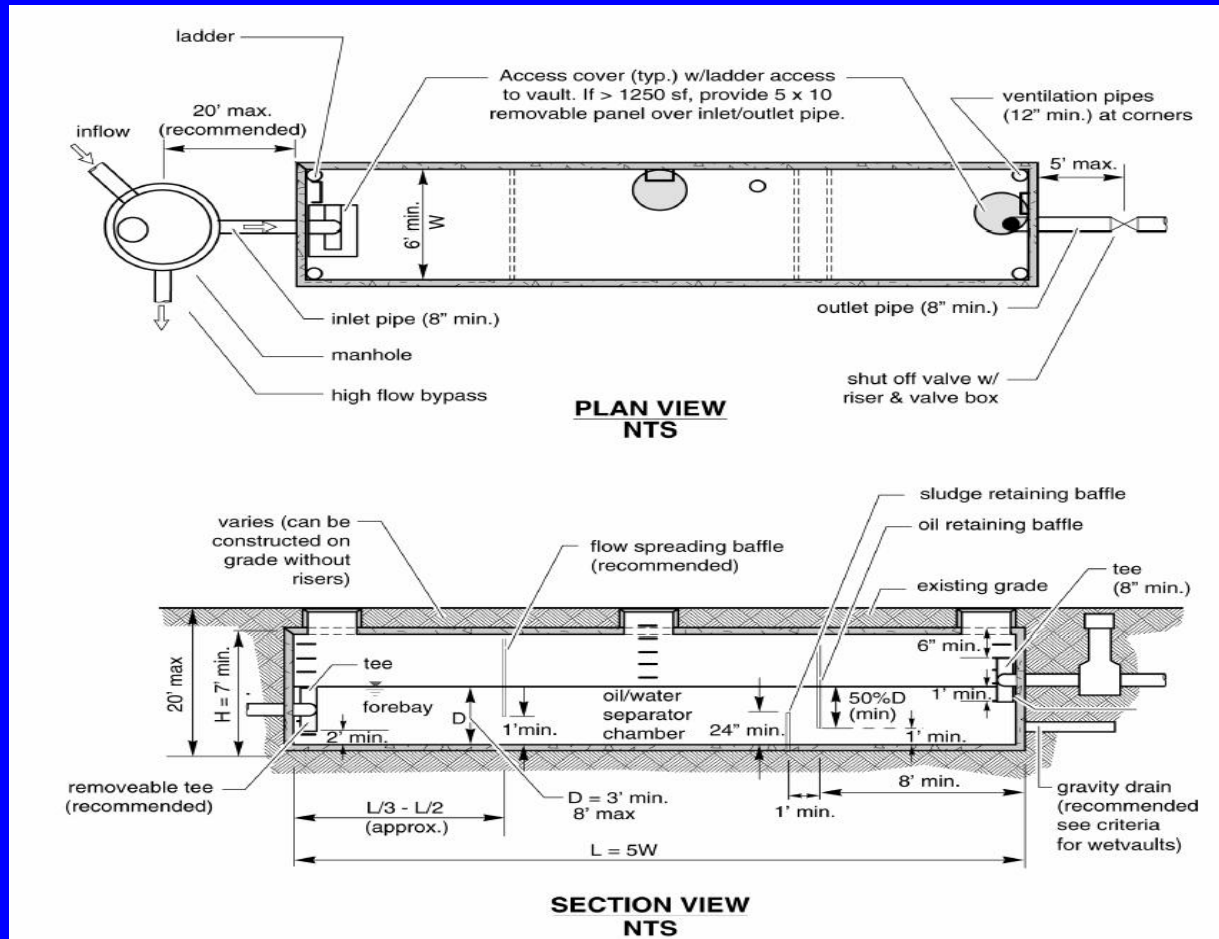 ladder
Access cover (typ.) w/ladder access
to vault. If > 1250 sf, provide 5 x 10
removable panel over inlet/outlet pipe.
20' max.
(recommended)
ventilation pipes
(12" min.) at corners
inflow
5' max.
6' min.
W
inlet pipe (8" min.)
outlet pipe (8" min.)
manhole
high flow bypass
shut off valve w/
riser & valve box
PLAN VIEW
NTS
sludge retaining baffle
oil retaining baffle
varies (can be
constructed on
grade without
risers)
flow spreading baffle
(recommended)
existing grade
tee
(8" min.)
20' max
H = 7' min.
tee
forebay
D
1'min.
oil/water
separator
chamber
24" min.
50%D
(min)
6" min.
1' min.
1' min.
2' min.
removeable tee
(recommended)
L/3 - L/2
(approx.)
D = 3' min.
8' max
1' min.
8' min.
gravity drain
(recommended
see criteria
for wetvaults)
L = 5W
SECTION VIEW
NTS